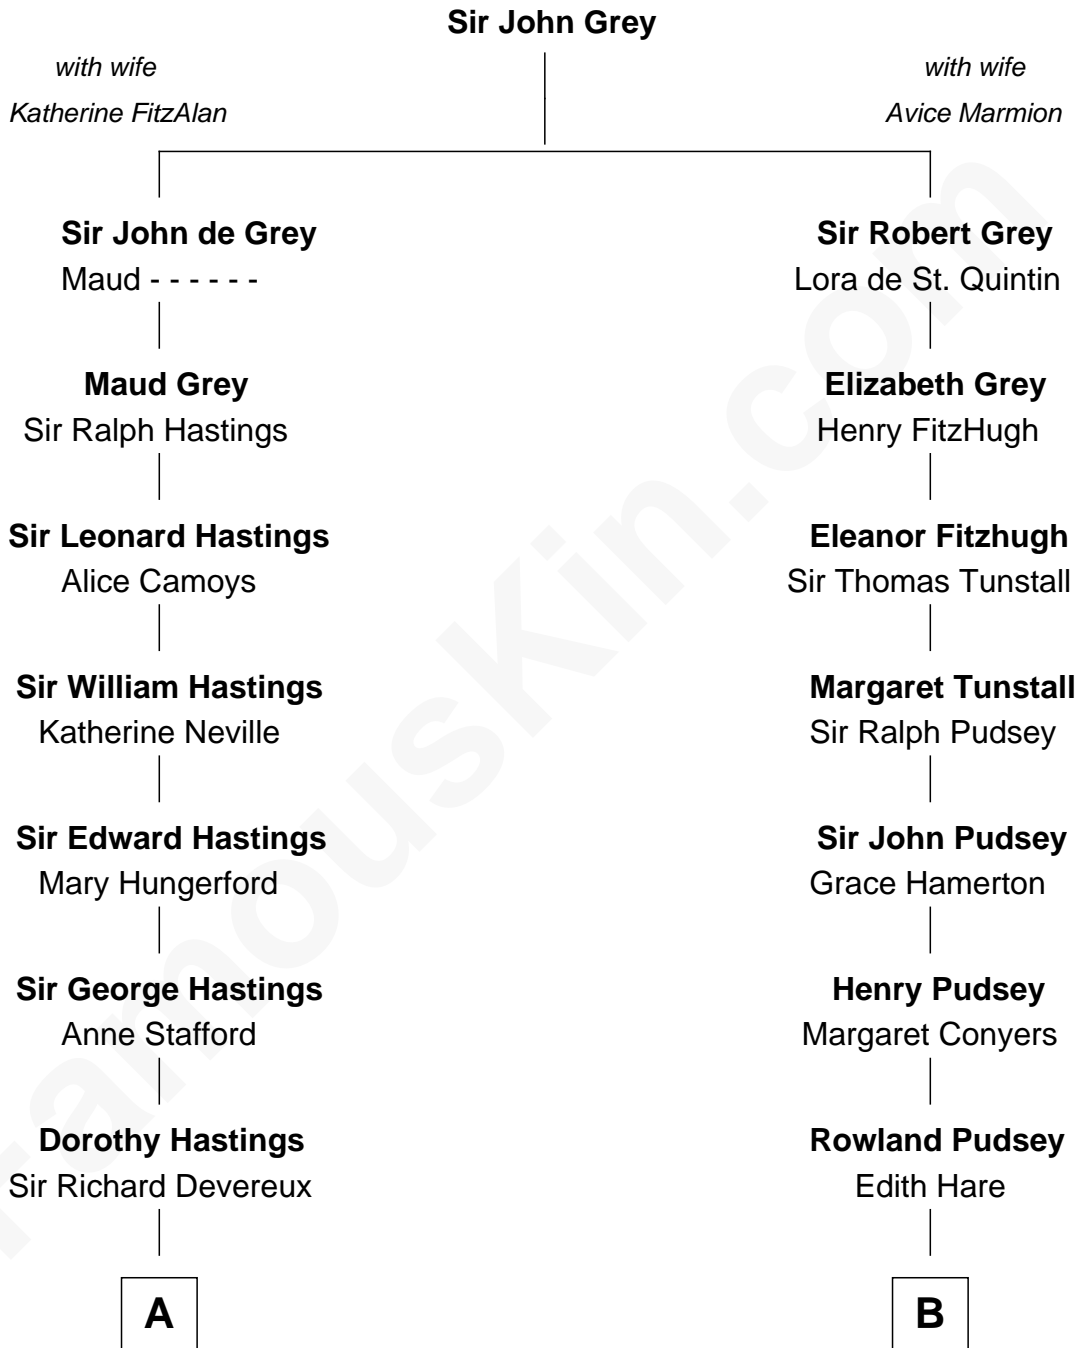 Sir John Grey
with wife
Katherine FitzAlan
with wife
Avice Marmion
Sir John de Grey
Maud - - - - - -
Sir Robert Grey
Lora de St. Quintin
Maud Grey
Sir Ralph Hastings
Elizabeth Grey
Henry FitzHugh
Sir Leonard Hastings
Alice Camoys
Eleanor Fitzhugh
Sir Thomas Tunstall
Sir William Hastings
Katherine Neville
Margaret Tunstall
Sir Ralph Pudsey
Sir Edward Hastings
Mary Hungerford
Sir John Pudsey
Grace Hamerton
Sir George Hastings
Anne Stafford
Henry Pudsey
Margaret Conyers
Dorothy Hastings
Sir Richard Devereux
Rowland Pudsey
Edith Hare
A
B
FamousKin.com